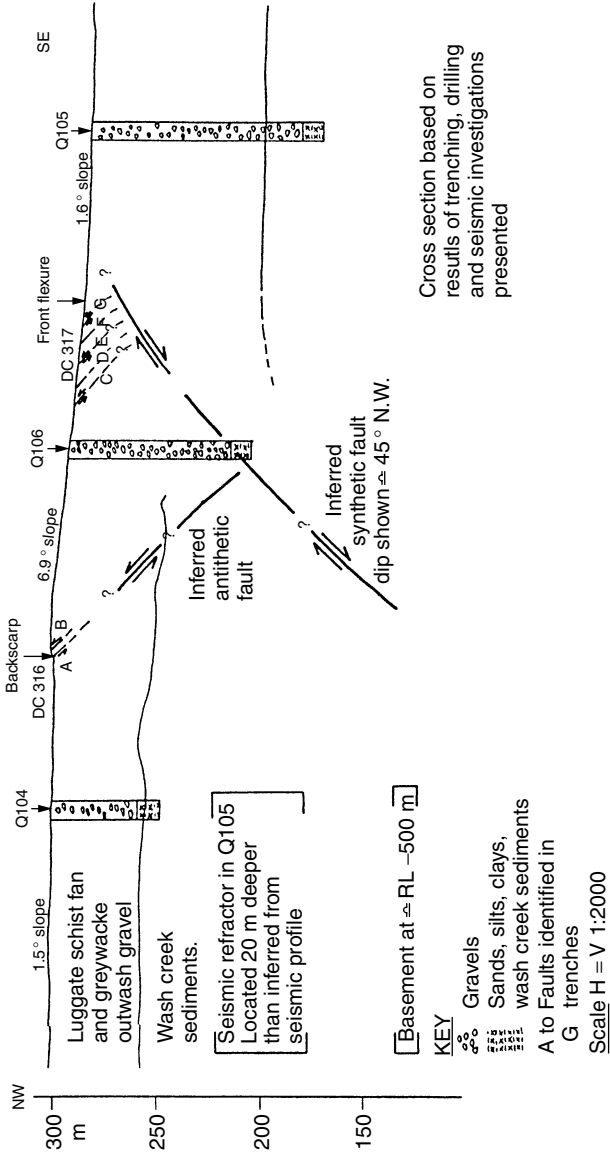 NW
SE
300
m
250
200
150
1.5° slope
Q104
Backscarp
DC 316
6.9° slope
Q106
Front flexure
DC 317
1.6° slope
Q105
A
B
C
D
E
F
G
?
?
?
?
?
?
Luggate schist fan
and greywacke
outwash gravel
Wash creek
sediments.
Inferred
antithetic
fault
Inferred
synthetic fault
dip shown ≏ 45° N.W.
Seismic refractor in Q105
Located 20 m deeper
than inferred from
seismic profile
Basement at ≏ RL −500 m
KEY
Gravels
Sands, silts, clays,
wash creek sediments
A to Faults identified in
G trenches
Scale H = V 1:2000
Cross section based on
resutls of trenching, drilling
and seismic investigations
presented